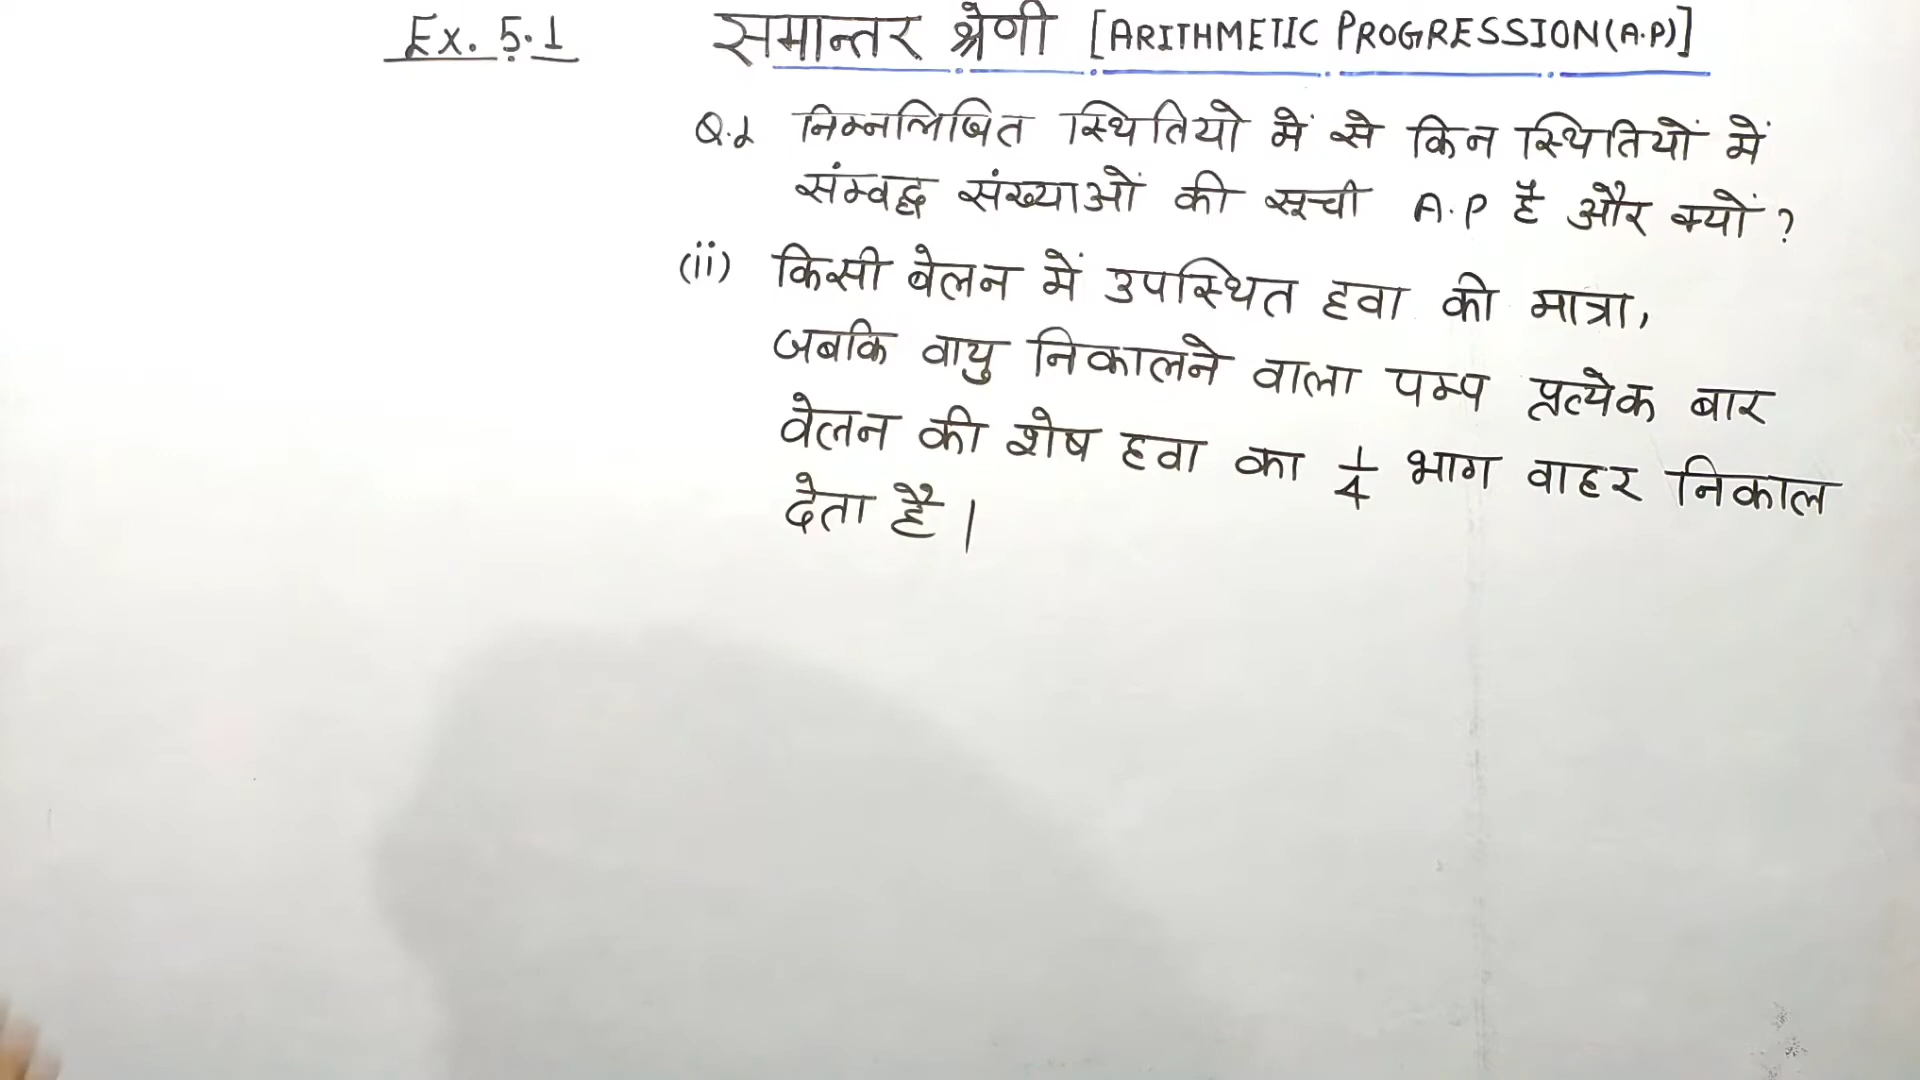 Ex. 5.1
समान्तर श्रेणी [ARITHMETIC PROGRESSION(A.P)]
Q.1 निम्नलिखित स्थितियो में से किन स्थितियों में
संम्वद्ध संख्याओं की सूची A.P है और क्यों ?
(ii) किसी बेलन में उपस्थित हवा की मात्रा,
जबकि वायु निकालने वाला पम्प प्रत्येक बार
वेलन की शेष हवा का 1/4 भाग वाहर निकाल
देता है |